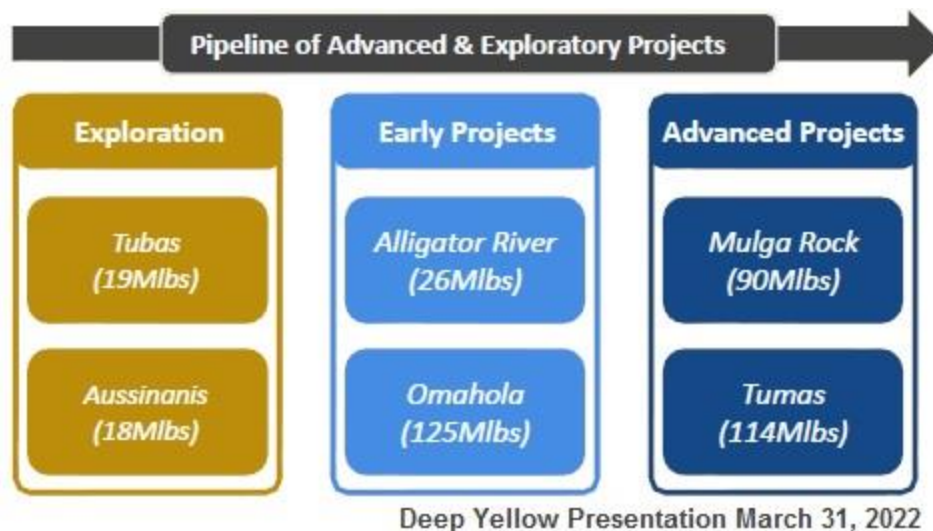 Pipeline of Advanced & Exploratory Projects
Exploration
Tubas
(19Mlbs)
Aussinanis
(18Mlbs)
Early Projects
Alligator River
(26Mlbs)
Omahola
(125Mlbs)
Advanced Projects
Mulga Rock
(90Mlbs)
Tumas
(114Mlbs)
Deep Yellow Presentation March 31, 2022